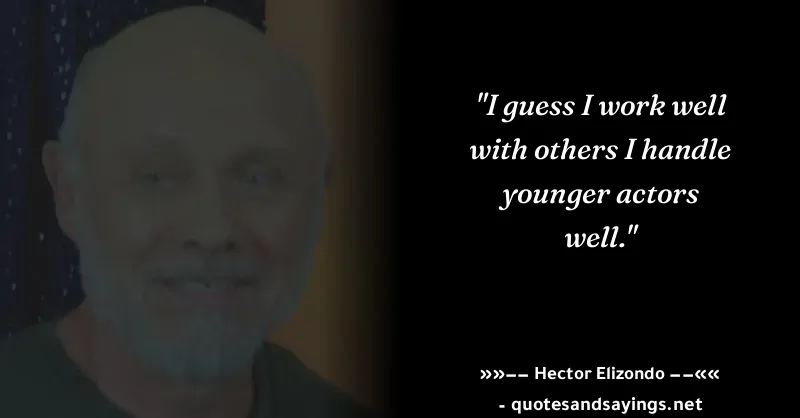 "I guess I work well
with others I handle
younger actors
well."
»»–– Hector Elizondo ––««
- quotesandsayings.net